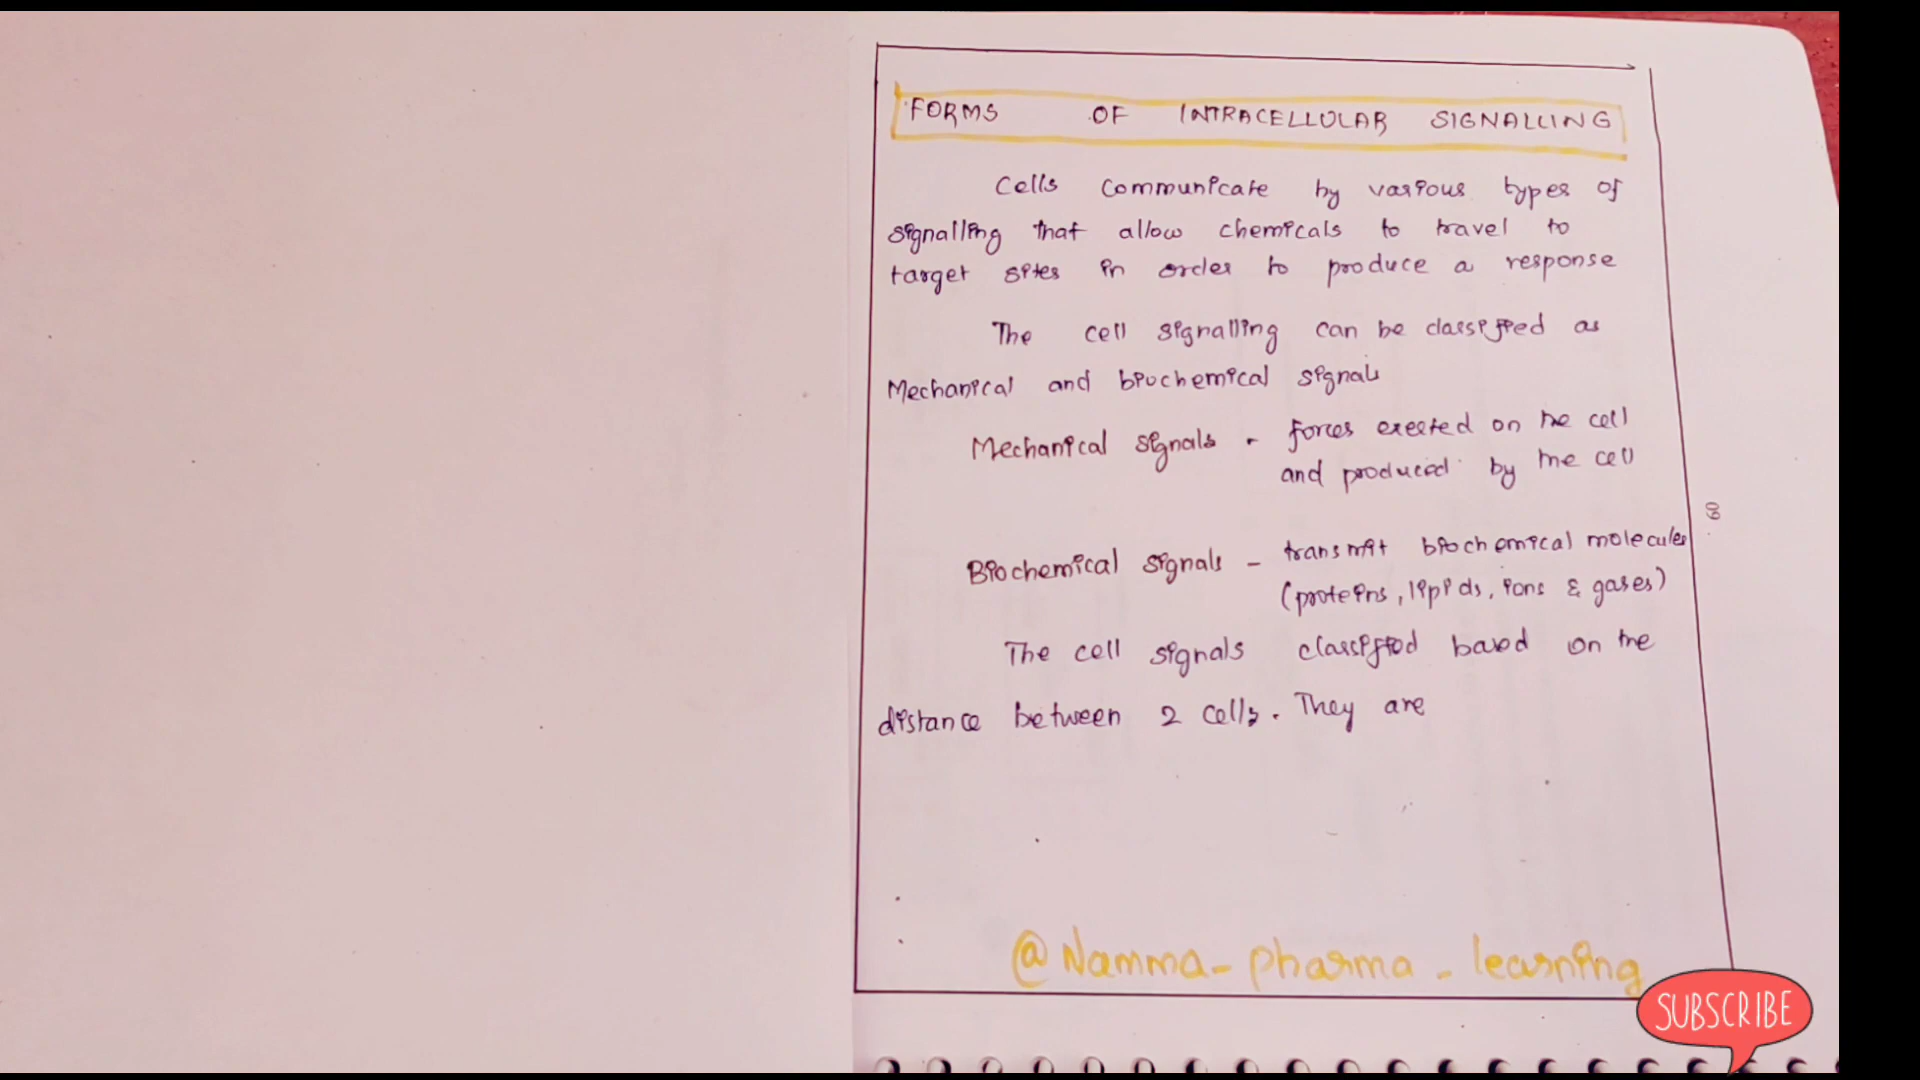 FORMS OF INTRACELLULAR SIGNALLING
Cells communicate by various types of
signalling that allow chemicals to travel to
target sites in order to produce a response
The cell signalling can be classified as
Mechanical and biochemical signals
Mechanical signals - forces exerted on the cell
and produced by the cell
Biochemical signals - transmit biochemical molecules
(proteins, lipids, ions & gases)
The cell signals classified based on the
distance between 2 cells. They are
@Namma_pharma_learning
SUBSCRIBE